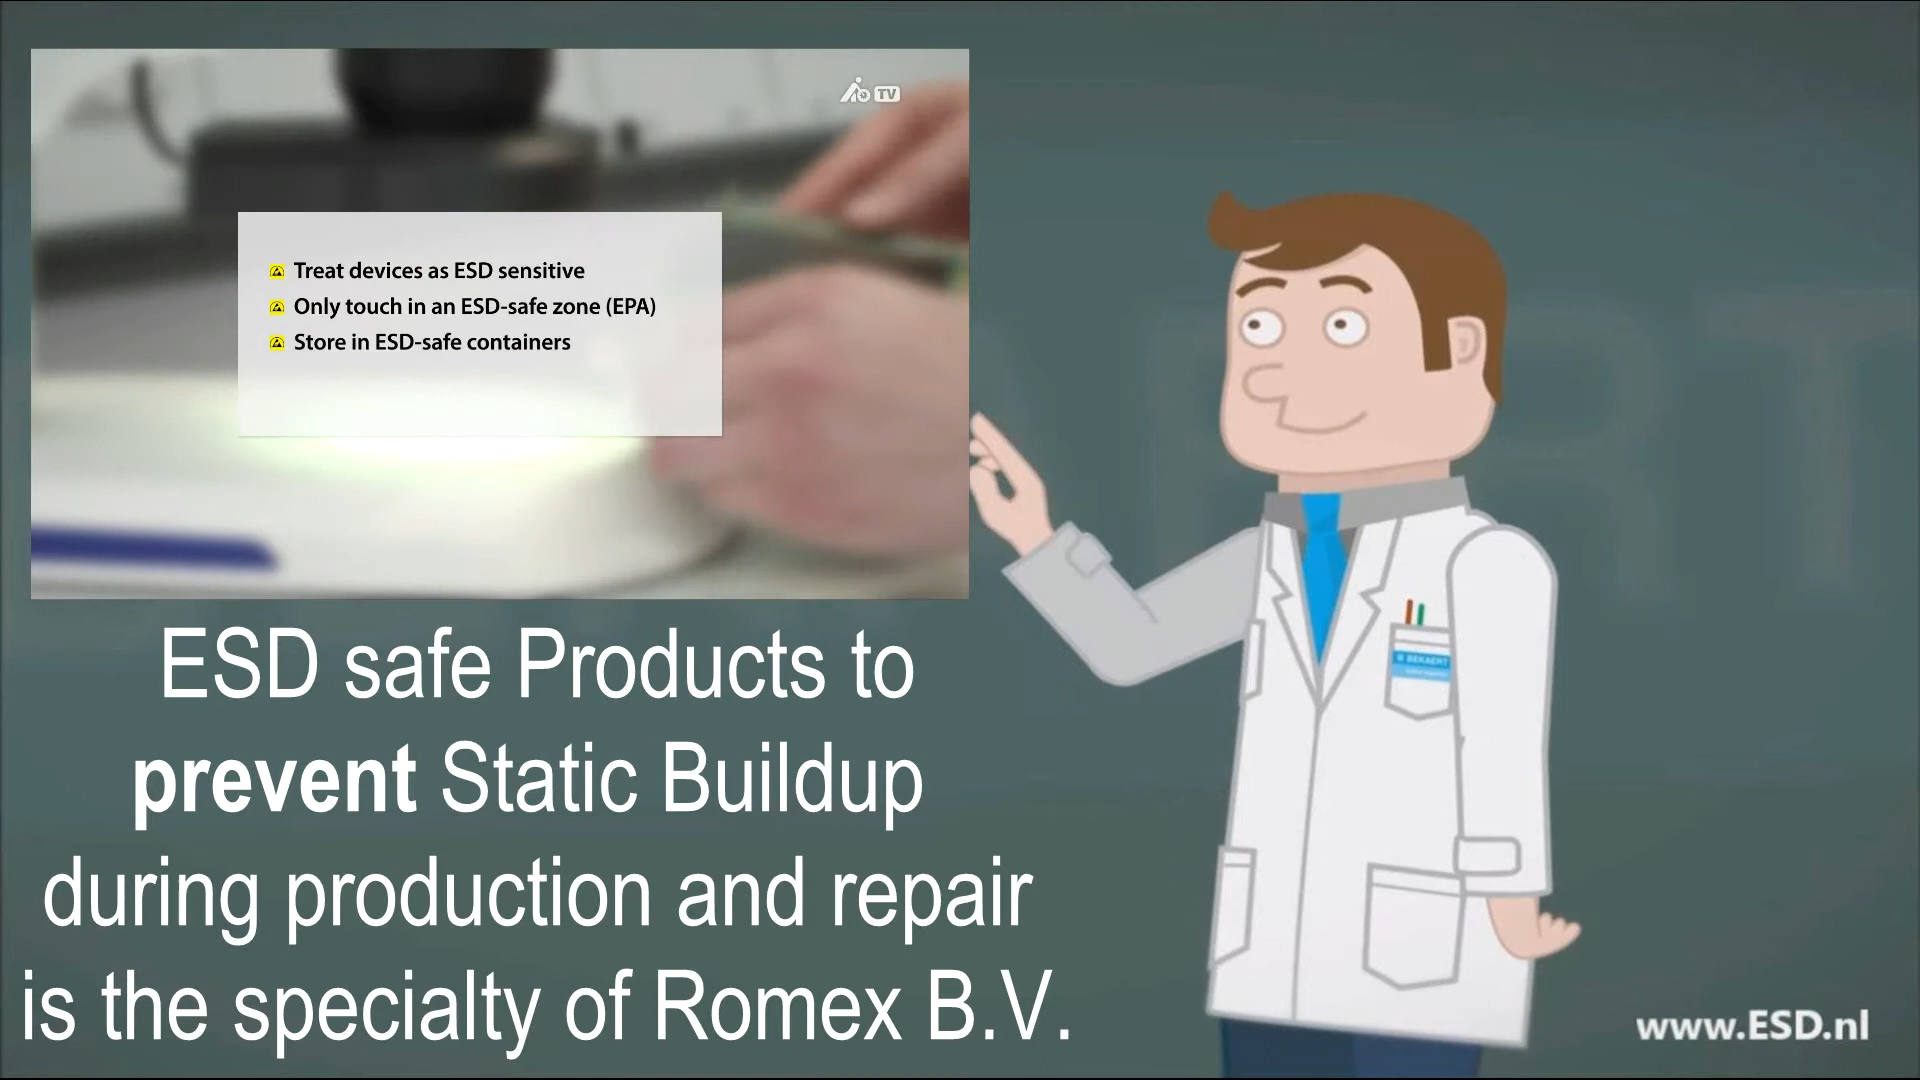 TV
Treat devices as ESD sensitive
Only touch in an ESD-safe zone (EPA)
Store in ESD-safe containers
ESD safe Products to
prevent Static Buildup
during production and repair
is the specialty of Romex B.V.
BEKAERT
www.ESD.nl